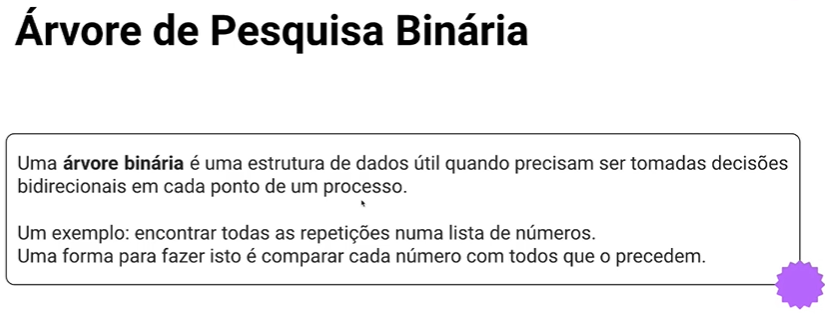 Árvore de Pesquisa Binária
Uma árvore binária é uma estrutura de dados útil quando precisam ser tomadas decisões
bidirecionais em cada ponto de um processo.
Um exemplo: encontrar todas as repetições numa lista de números.
Uma forma para fazer isto é comparar cada número com todos que o precedem.